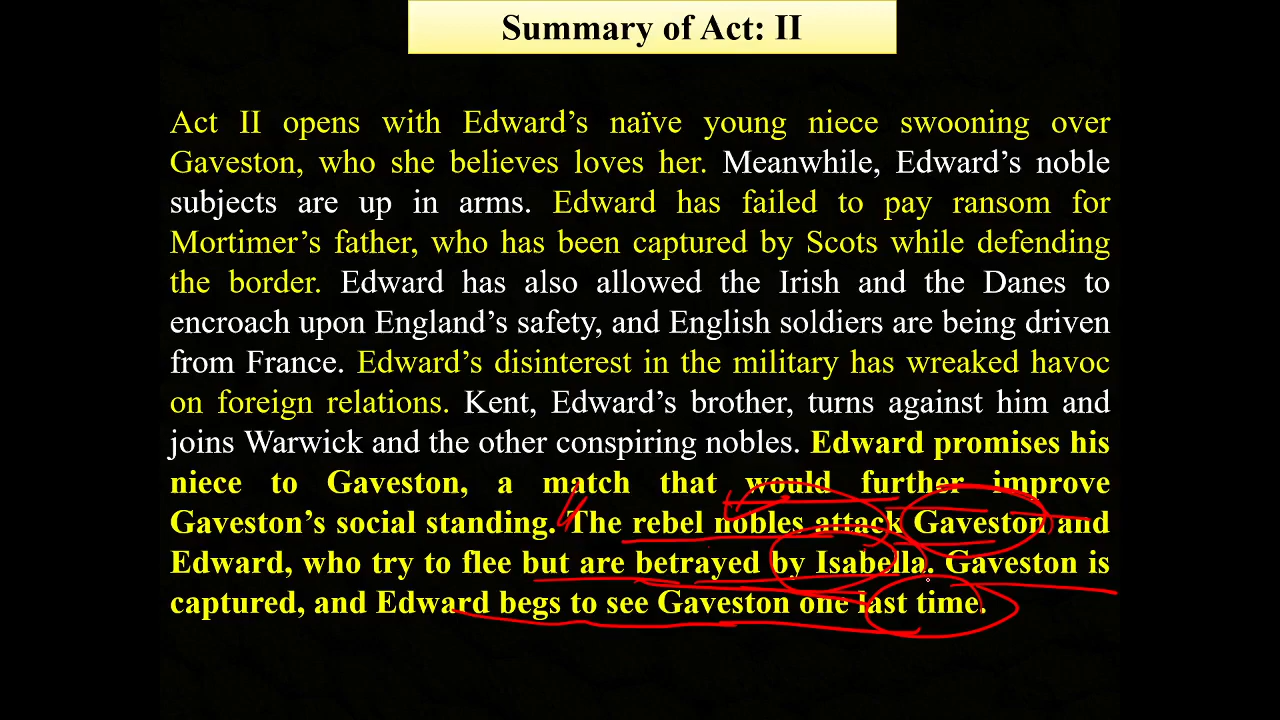 Summary of Act: II
Act II opens with Edward’s naïve young niece swooning over
Gaveston, who she believes loves her. Meanwhile, Edward’s noble
subjects are up in arms. Edward has failed to pay ransom for
Mortimer’s father, who has been captured by Scots while defending
the border. Edward has also allowed the Irish and the Danes to
encroach upon England’s safety, and English soldiers are being driven
from France. Edward’s disinterest in the military has wreaked havoc
on foreign relations. Kent, Edward’s brother, turns against him and
joins Warwick and the other conspiring nobles. Edward promises his
niece to Gaveston, a match that would further improve
Gaveston’s social standing. The rebel nobles attack Gaveston and
Edward, who try to flee but are betrayed by Isabella. Gaveston is
captured, and Edward begs to see Gaveston one last time.